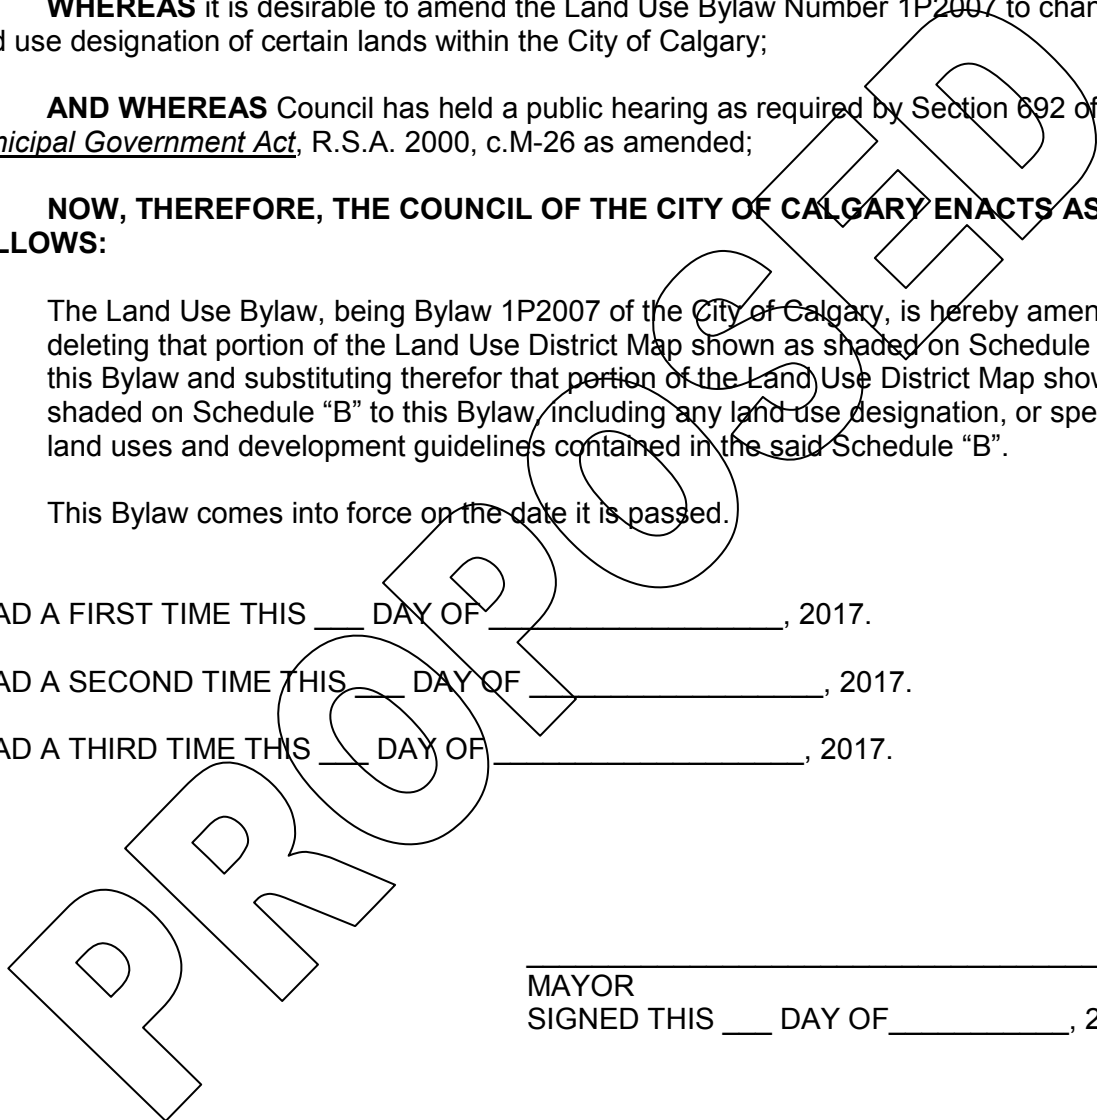 WHEREAS it is desirable to amend the Land Use Bylaw Number 1P2007 to chan
d use designation of certain lands within the City of Calgary;
AND WHEREAS Council has held a public hearing as required by Section 692 of
nicipal Government Act, R.S.A. 2000, c.M-26 as amended;
NOW, THEREFORE, THE COUNCIL OF THE CITY OF CALGARY ENACTS AS
LLOWS:
The Land Use Bylaw, being Bylaw 1P2007 of the City of Calgary, is hereby amen
deleting that portion of the Land Use District Map shown as shaded on Schedule
this Bylaw and substituting therefor that portion of the Land Use District Map show
shaded on Schedule “B” to this Bylaw, including any land use designation, or spe
land uses and development guidelines contained in the said Schedule “B”.
This Bylaw comes into force on the date it is passed.
AD A FIRST TIME THIS ___ DAY OF __________________, 2017.
AD A SECOND TIME THIS ___ DAY OF __________________, 2017.
AD A THIRD TIME THIS ___ DAY OF ___________________, 2017.
MAYOR
SIGNED THIS ___ DAY OF___________, 2
PROPOSED